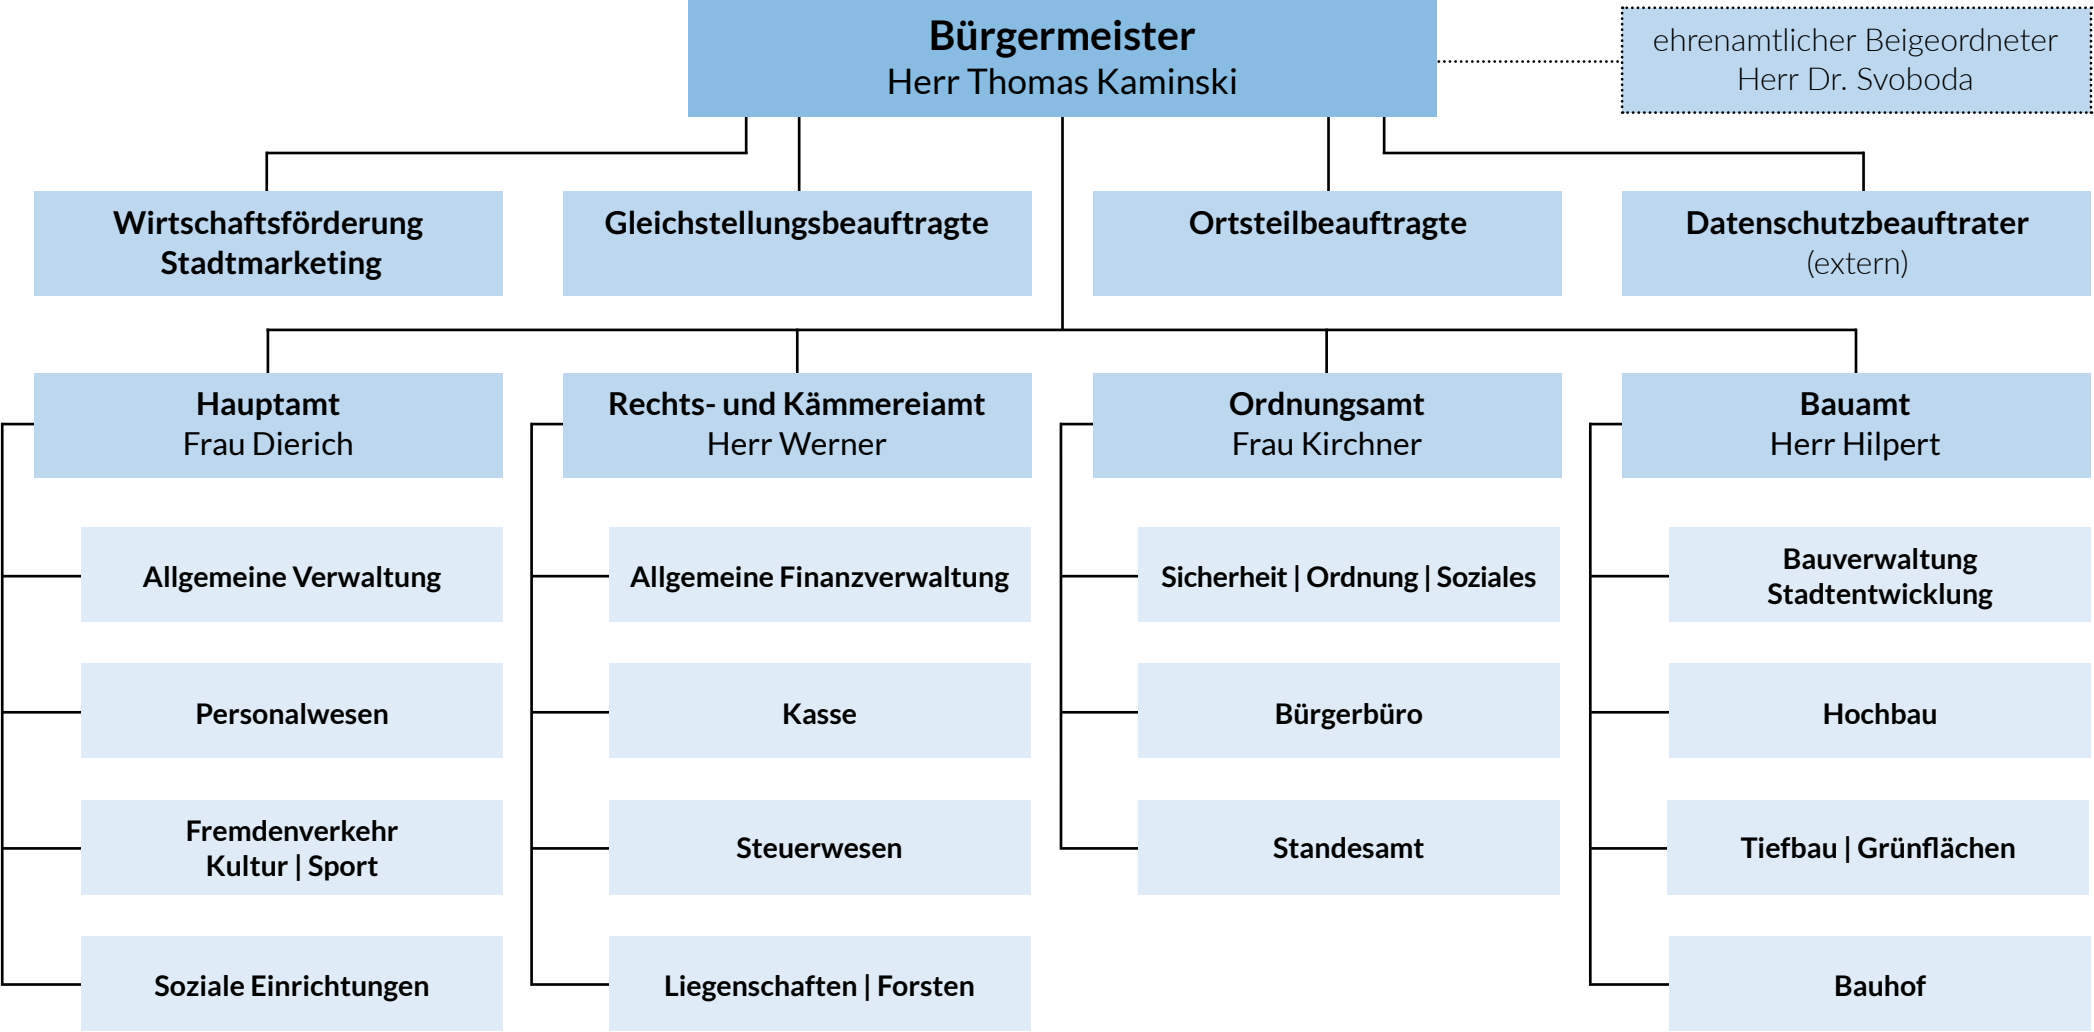 Bürgermeister
Herr Thomas Kaminski
ehrenamtlicher Beigeordneter
Herr Dr. Svoboda
Wirtschaftsförderung
Stadtmarketing
Gleichstellungsbeauftragte
Ortsteilbeauftragte
Datenschutzbeauftrater
(extern)
Hauptamt
Frau Dierich
Rechts- und Kämmereiamt
Herr Werner
Ordnungsamt
Frau Kirchner
Bauamt
Herr Hilpert
Allgemeine Verwaltung
Personalwesen
Fremdenverkehr
Kultur | Sport
Soziale Einrichtungen
Allgemeine Finanzverwaltung
Kasse
Steuerwesen
Liegenschaften | Forsten
Sicherheit | Ordnung | Soziales
Bürgerbüro
Standesamt
Bauverwaltung
Stadtentwicklung
Hochbau
Tiefbau | Grünflächen
Bauhof